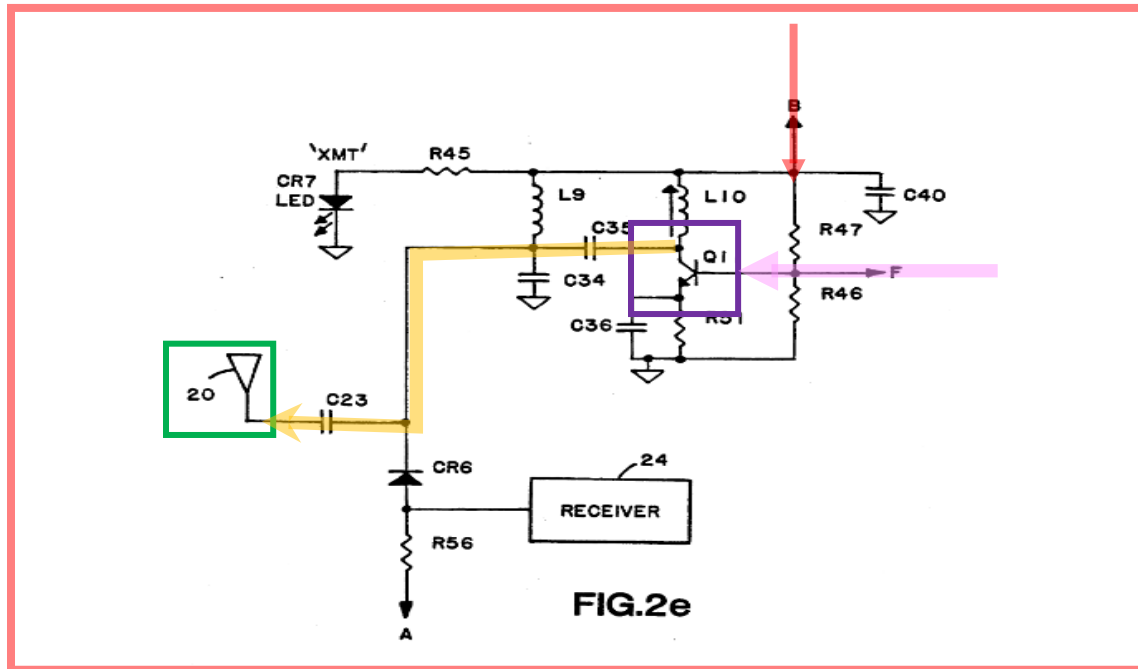 B
'XMT'
R45
CR7
LED
L9
L10
C40
C35
R47
Q1
C34
F
R46
C36
R51
20
C23
CR6
24
RECEIVER
R56
FIG.2e
A